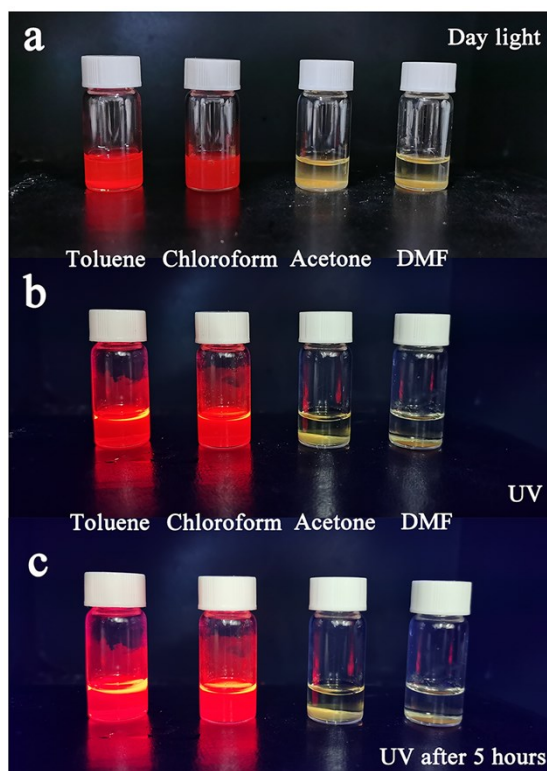 a
Day light
Toluene Chloroform Acetone DMF
b
UV
Toluene Chloroform Acetone DMF
c
UV after 5 hours